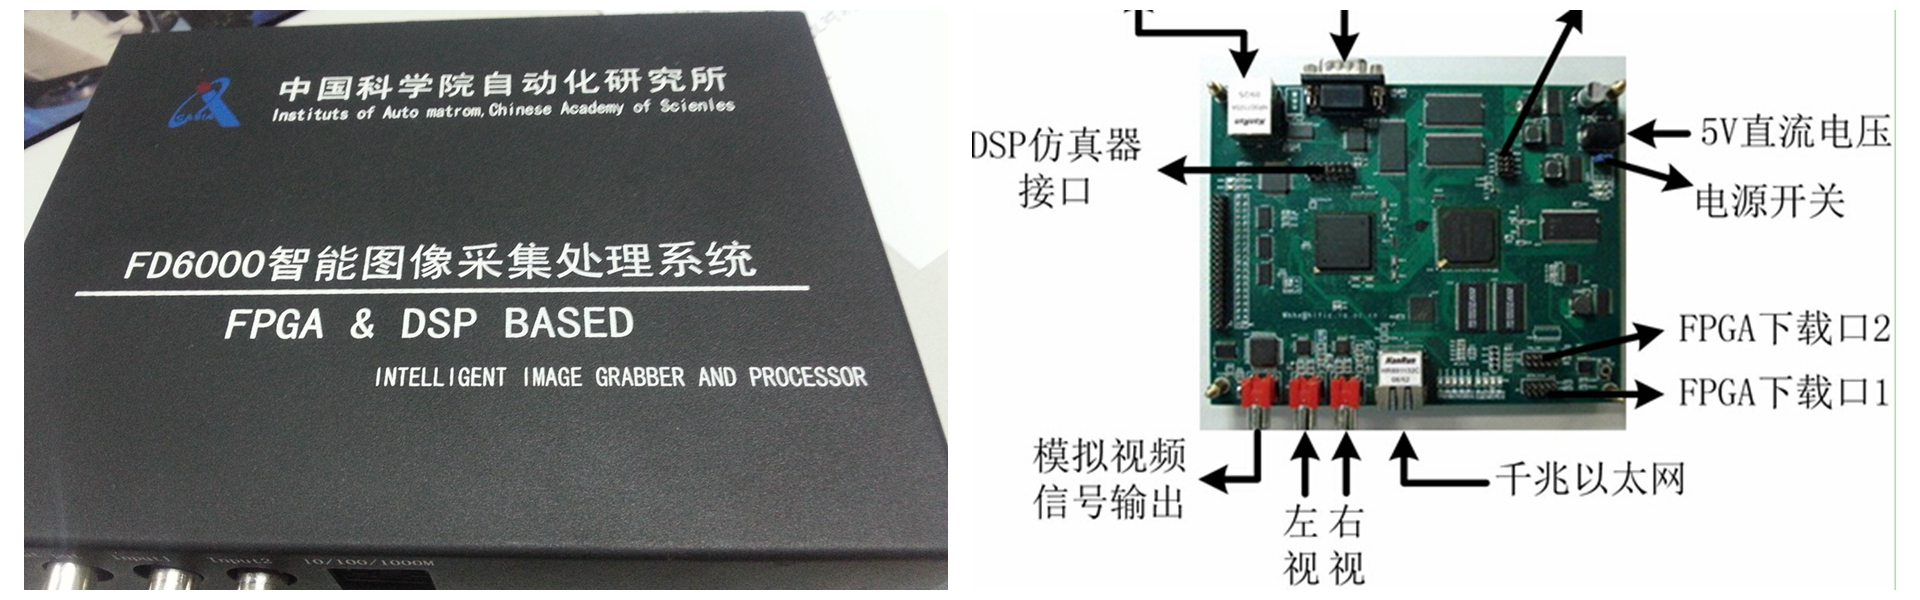 CASIA
中国科学院自动化研究所
Instituts of Auto matrom,Chinese Academy of Scienles
FD6000智能图像采集处理系统
FPGA & DSP BASED
INTELLIGENT IMAGE GRABBER AND PROCESSOR
Input1
Input2
10/100/1000M
DSP仿真器
接口
5V直流电压
电源开关
FPGA下载口2
FPGA下载口1
HanRun
HanRun
HR891153C
模拟视频
信号输出
左视
右视
千兆以太网